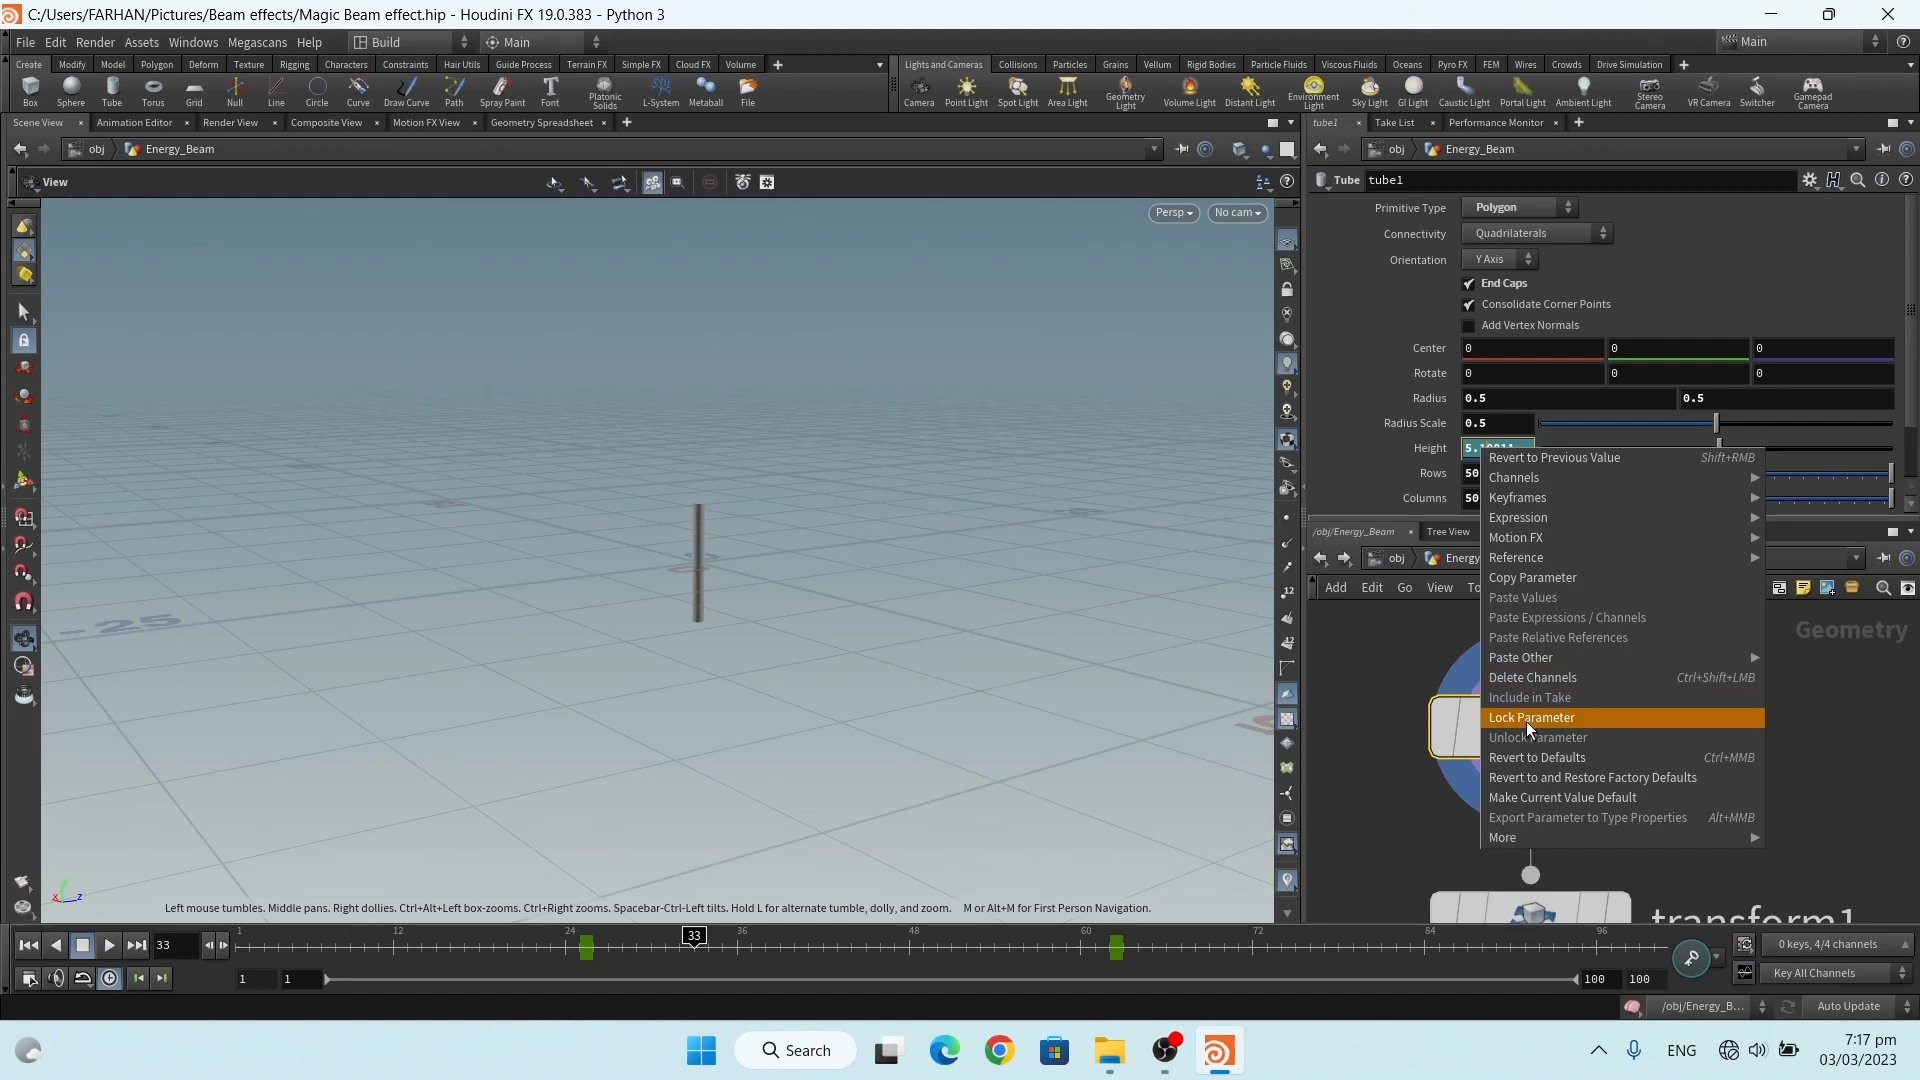 C:/Users/FARHAN/Pictures/Beam effects/Magic Beam effect.hip - Houdini FX 19.0.383 - Python 3
File Edit Render Assets Windows Megascans Help Build Main Main
Create Modify Model Polygon Deform Texture Rigging Characters Constraints Hair Utils Guide Process Terrain FX Simple FX Cloud FX Volume
Lights and Cameras Collisions Particles Grains Vellum Rigid Bodies Particle Fluids Viscous Fluids Oceans Pyro FX FEM Wires Crowds Drive Simulation
Box Sphere Tube Torus Grid Null Line Circle Curve Draw Curve Path Spray Paint Font Platonic Solids L-System Metaball File
Camera Point Light Spot Light Area Light Geometry Light Volume Light Distant Light Environment Light Sky Light GI Light Caustic Light Portal Light Ambient Light Stereo Camera VR Camera Switcher Gamepad Camera
Scene View Animation Editor Render View Composite View Motion FX View Geometry Spreadsheet
tube1 Take List Performance Monitor
obj Energy_Beam
obj Energy_Beam
View
Tube tube1
Persp No cam
Primitive Type Polygon
Connectivity Quadrilaterals
Orientation Y Axis
End Caps
Consolidate Corner Points
Add Vertex Normals
Center 0 0 0
Rotate 0 0 0
Radius 0.5 0.5
Radius Scale 0.5
Height
Rows 50
Columns 50
Revert to Previous Value Shift+RMB
Channels
Keyframes
Expression
Motion FX
Reference
Copy Parameter
Paste Values
Paste Expressions / Channels
Paste Relative References
Paste Other
Delete Channels Ctrl+Shift+LMB
Include in Take
Lock Parameter
Unlock Parameter
Revert to Defaults Ctrl+MMB
Revert to and Restore Factory Defaults
Make Current Value Default
Export Parameter to Type Properties Alt+MMB
More
/obj/Energy_Beam Tree View
obj Energy
Add Edit Go View To
Geometry
transform1
-25
Left mouse tumbles. Middle pans. Right dollies. Ctrl+Alt+Left box-zooms. Ctrl+Right zooms. Spacebar-Ctrl-Left tilts. Hold L for alternate tumble, dolly, and zoom. M or Alt+M for First Person Navigation.
33 1 12 24 33 36 48 60 72 84 96
0 keys, 4/4 channels
1 1 100 100
Key All Channels
/obj/Energy_B... Auto Update
Search
ENG
7:17 pm
03/03/2023